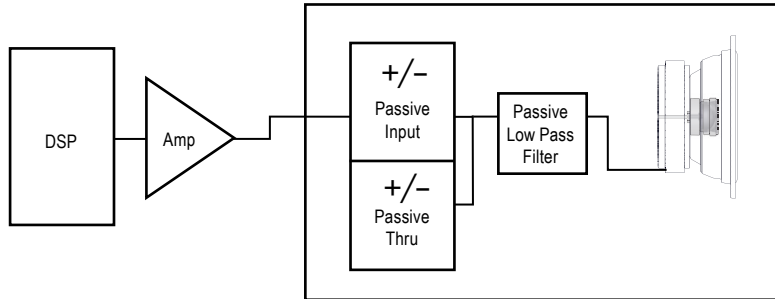 DSP
Amp
+/−
Passive
Input
+/−
Passive
Thru
Passive
Low Pass
Filter